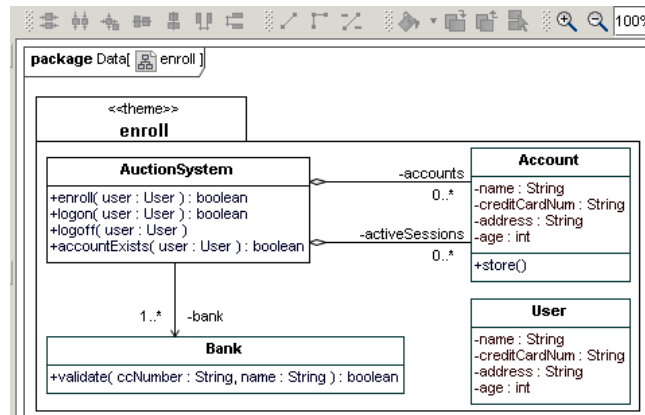 100%
package Data[ enroll ]
<<theme>>
enroll
AuctionSystem
+enroll( user : User ) : boolean
+logon( user : User ) : boolean
+logoff( user : User )
+accountExists( user : User ) : boolean
-accounts
0..*
-activeSessions
0..*
Account
-name : String
-creditCardNum : String
-address : String
-age : int
+store()
1..*
-bank
Bank
+validate( ccNumber : String, name : String ) : boolean
User
-name : String
-creditCardNum : String
-address : String
-age : int